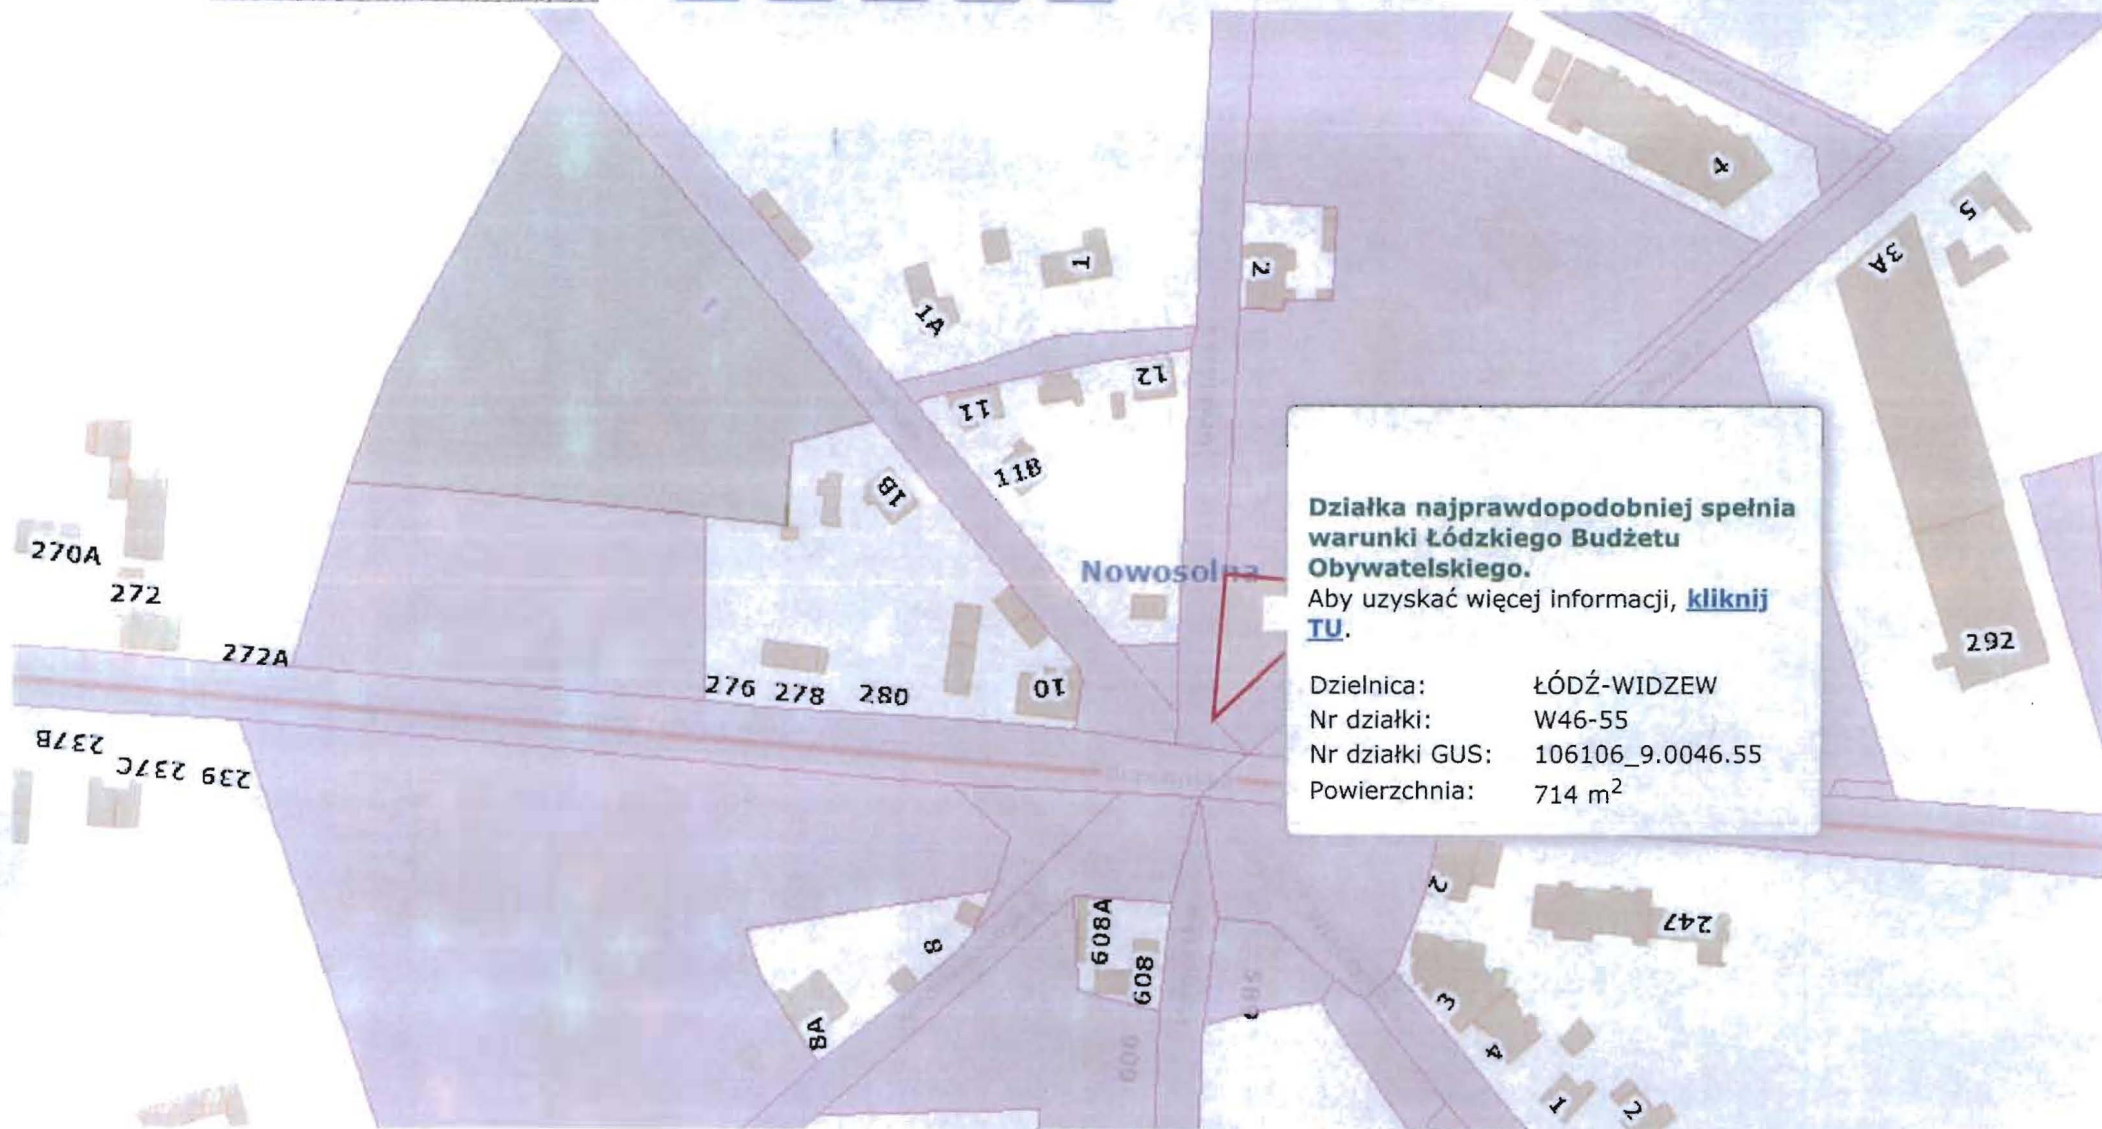 4
5
3A
1
2
1A
12
11
11B
1B
270A
272
272A
Nowosolna
276 278 280
10
292
Działka najprawdopodobniej spełnia
warunki Łódzkiego Budżetu
Obywatelskiego.
Aby uzyskać więcej informacji, kliknij
TU.
Dzielnica: ŁÓDŹ-WIDZEW
Nr działki: W46-55
Nr działki GUS: 106106_9.0046.55
Powierzchnia: 714 m²
237B
239 237C
2
247
608A
608
8
8A
606
3
4
1
2